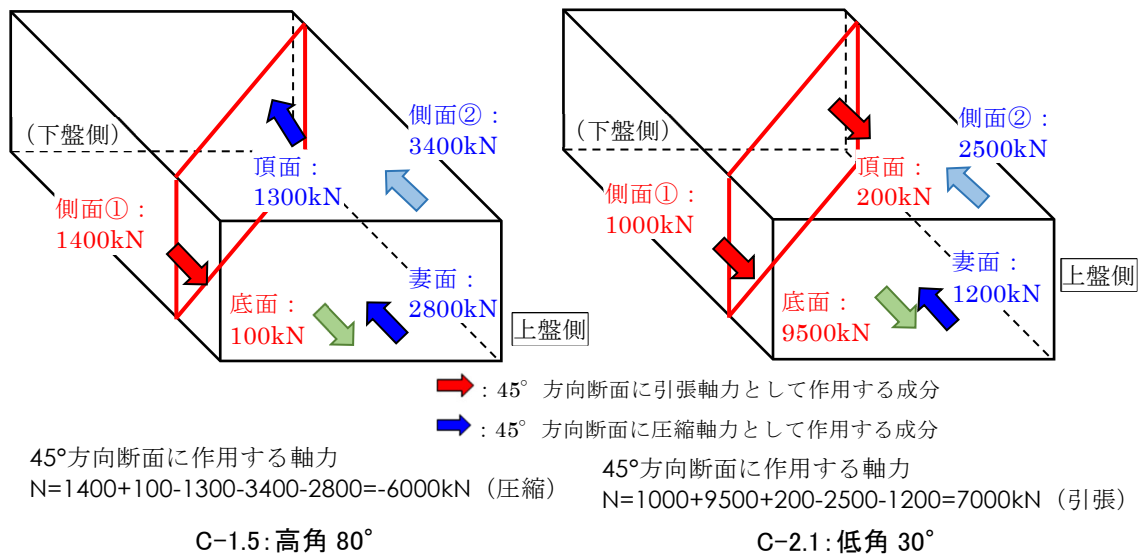 (下盤側)
側面②:
3400kN
頂面:
1300kN
側面①:
1400kN
底面:
100kN
妻面:
2800kN
上盤側
(下盤側)
側面②:
2500kN
頂面:
200kN
側面①:
1000kN
底面:
9500kN
妻面:
1200kN
上盤側
:45°方向断面に引張軸力として作用する成分
:45°方向断面に圧縮軸力として作用する成分
45°方向断面に作用する軸力
N=1400+100-1300-3400-2800=-6000kN(圧縮)
C-1.5:高角 80°
45°方向断面に作用する軸力
N=1000+9500+200-2500-1200=7000kN(引張)
C-2.1:低角 30°